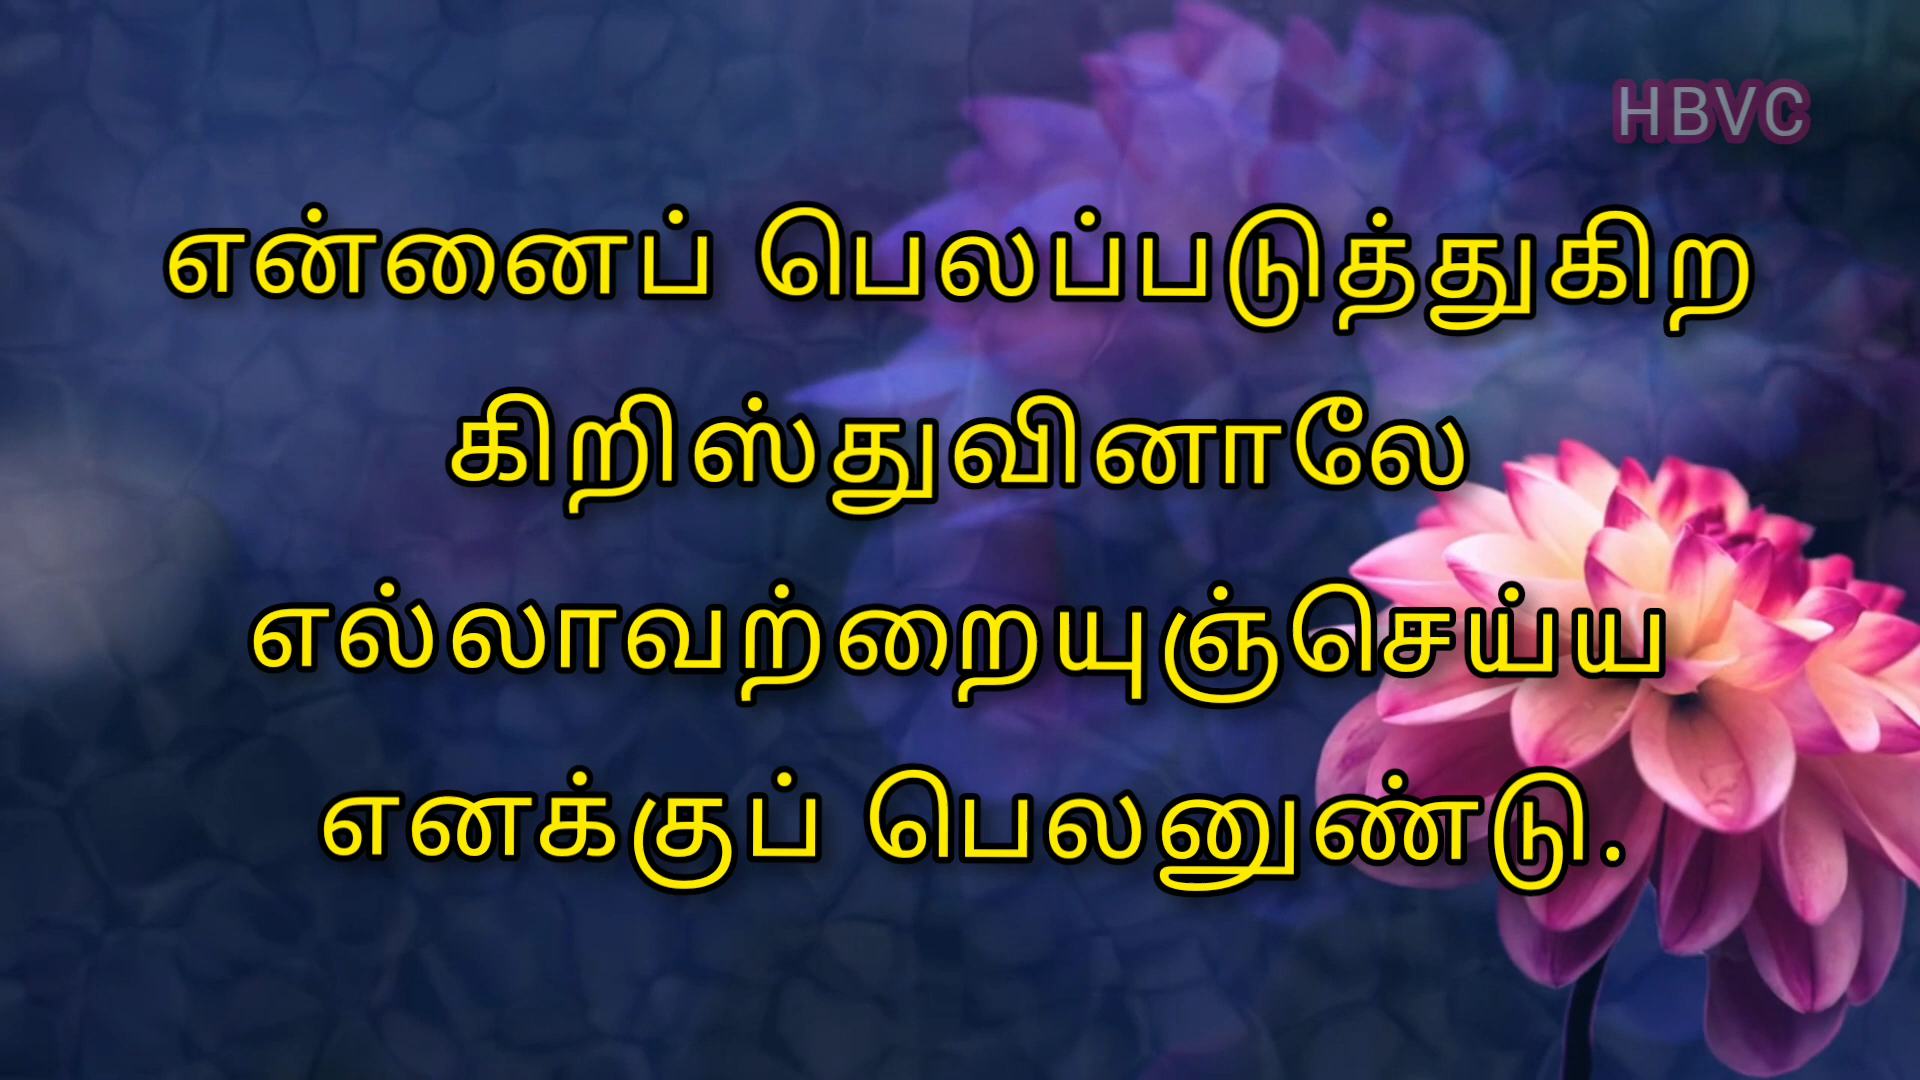 HBVC
என்னைப் பெலப்படுத்துகிற
கிறிஸ்துவினாலே
எல்லாவற்றையுஞ்செய்ய
எனக்குப் பெலனுண்டு.